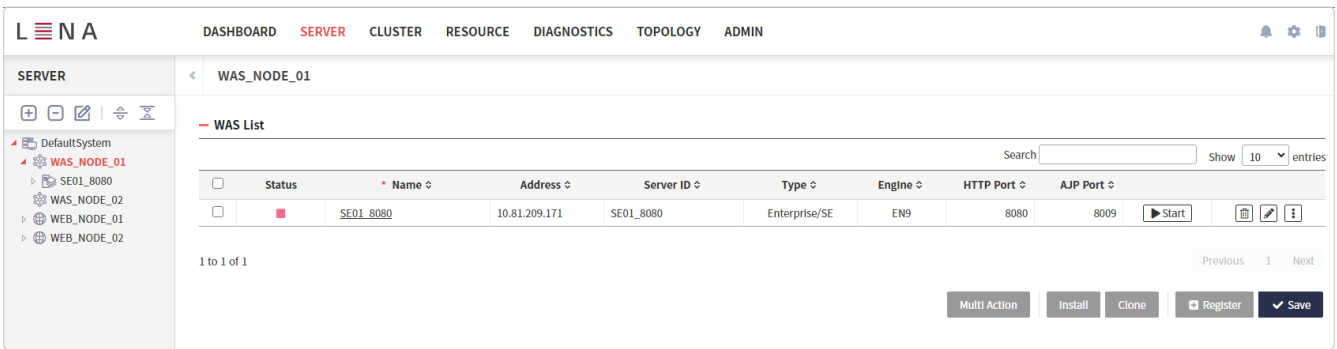 LENA
DASHBOARD SERVER CLUSTER RESOURCE DIAGNOSTICS TOPOLOGY ADMIN
SERVER
WAS_NODE_01
DefaultSystem
WAS_NODE_01
SE01_8080
WAS_NODE_02
WEB_NODE_01
WEB_NODE_02
WAS List
Search Show 10 entries
Status * Name Address Server ID Type Engine HTTP Port AJP Port
SE01_8080 10.81.209.171 SE01_8080 Enterprise/SE EN9 8080 8009 Start
1 to 1 of 1
Previous 1 Next
Multi Action Install Clone Register Save